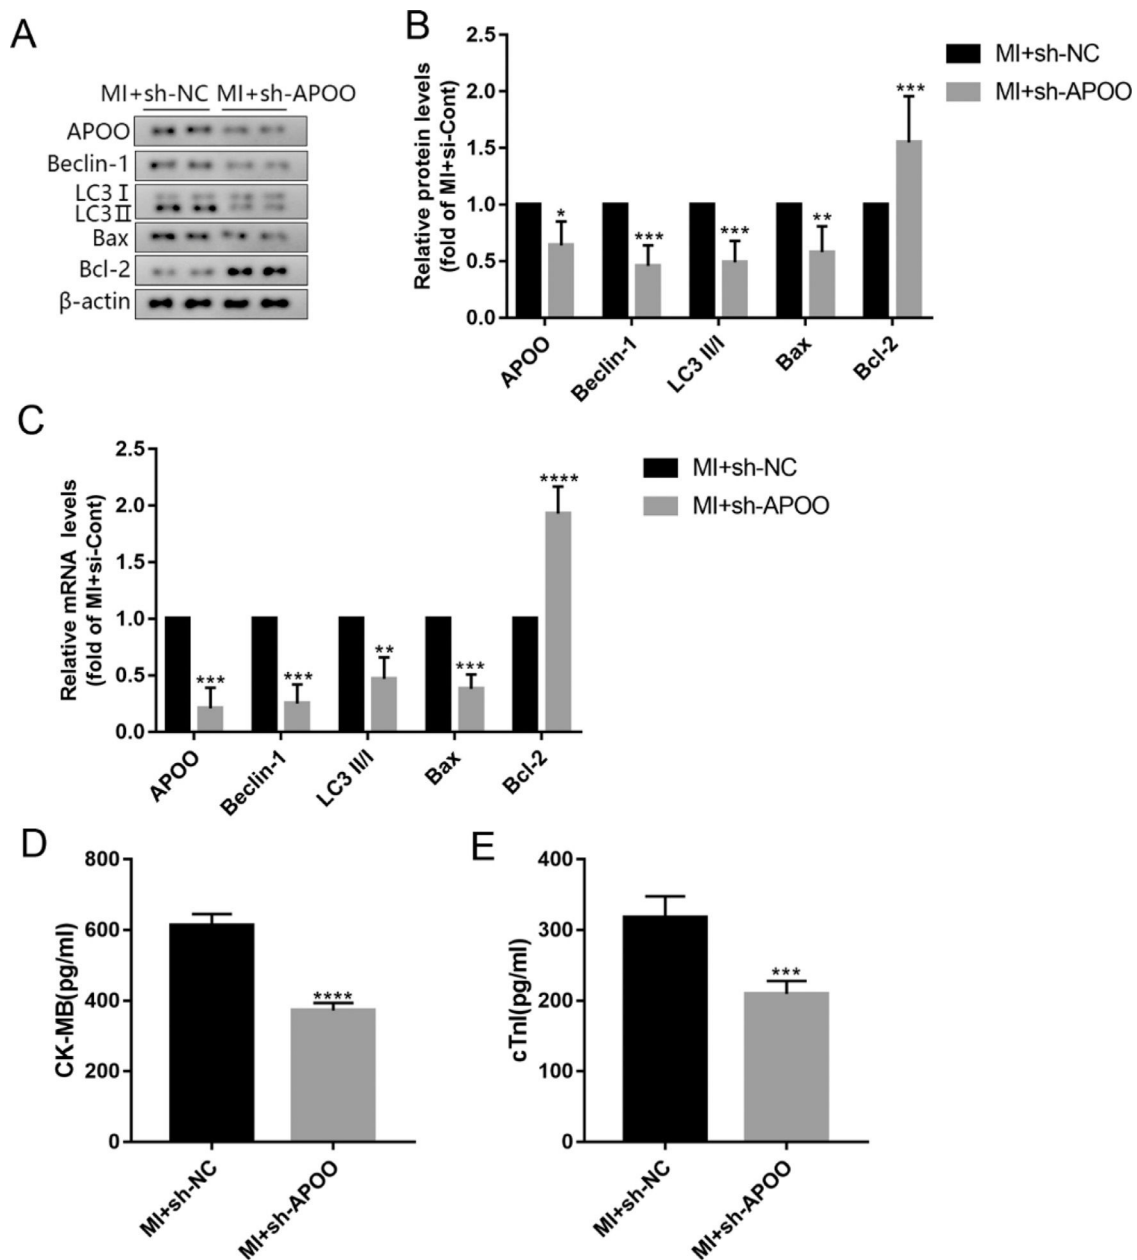 A
MI+sh-NC MI+sh-APOO
APOO
Beclin-1
LC3 I
LC3 II
Bax
Bcl-2
β-actin
B
Relative protein levels
(fold of MI+si-Cont)
2.5
2.0
1.5
1.0
0.5
0.0
*
***
***
**
***
APOO
Beclin-1
LC3 II/I
Bax
Bcl-2
MI+sh-NC
MI+sh-APOO
C
Relative mRNA levels
(fold of MI+si-Cont)
2.5
2.0
1.5
1.0
0.5
0.0
***
***
**
***
****
APOO
Beclin-1
LC3 II/I
Bax
Bcl-2
MI+sh-NC
MI+sh-APOO
D
CK-MB(pg/ml)
800
600
400
200
0
****
MI+sh-NC
MI+sh-APOO
E
cTnI(pg/ml)
400
300
200
100
0
***
MI+sh-NC
MI+sh-APOO